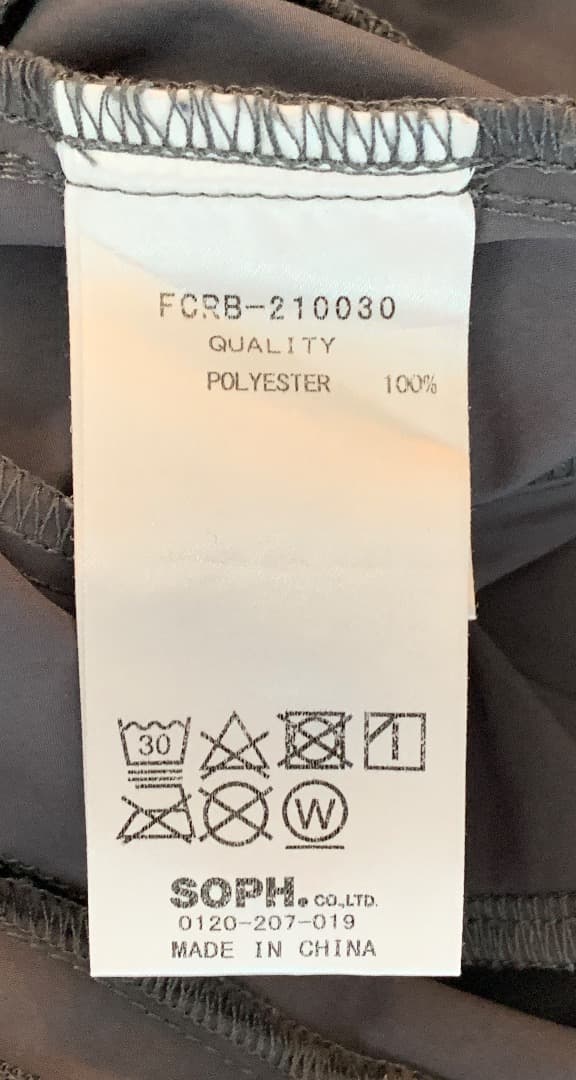 FCRB-210030
QUALITY
POLYESTER 100%
30
W
SOPH. CO.,LTD.
0120-207-019
MADE IN CHINA